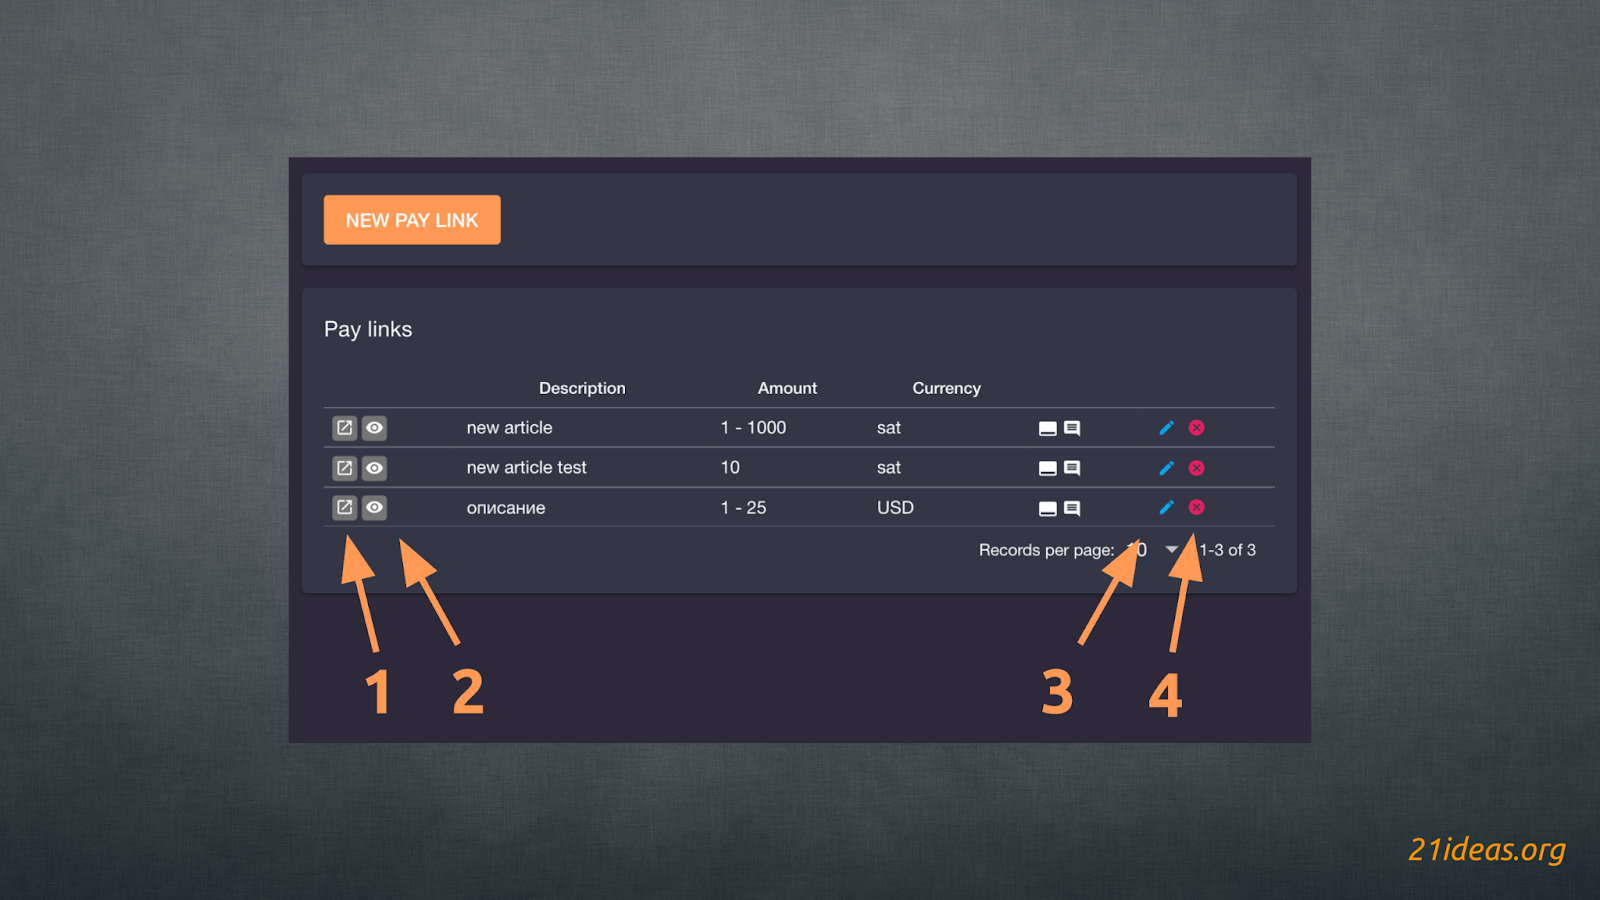 NEW PAY LINK
Pay links
Description Amount Currency
new article 1 - 1000 sat
new article test 10 sat
описание 1 - 25 USD
Records per page: 10 1-3 of 3
1 2 3 4
21ideas.org